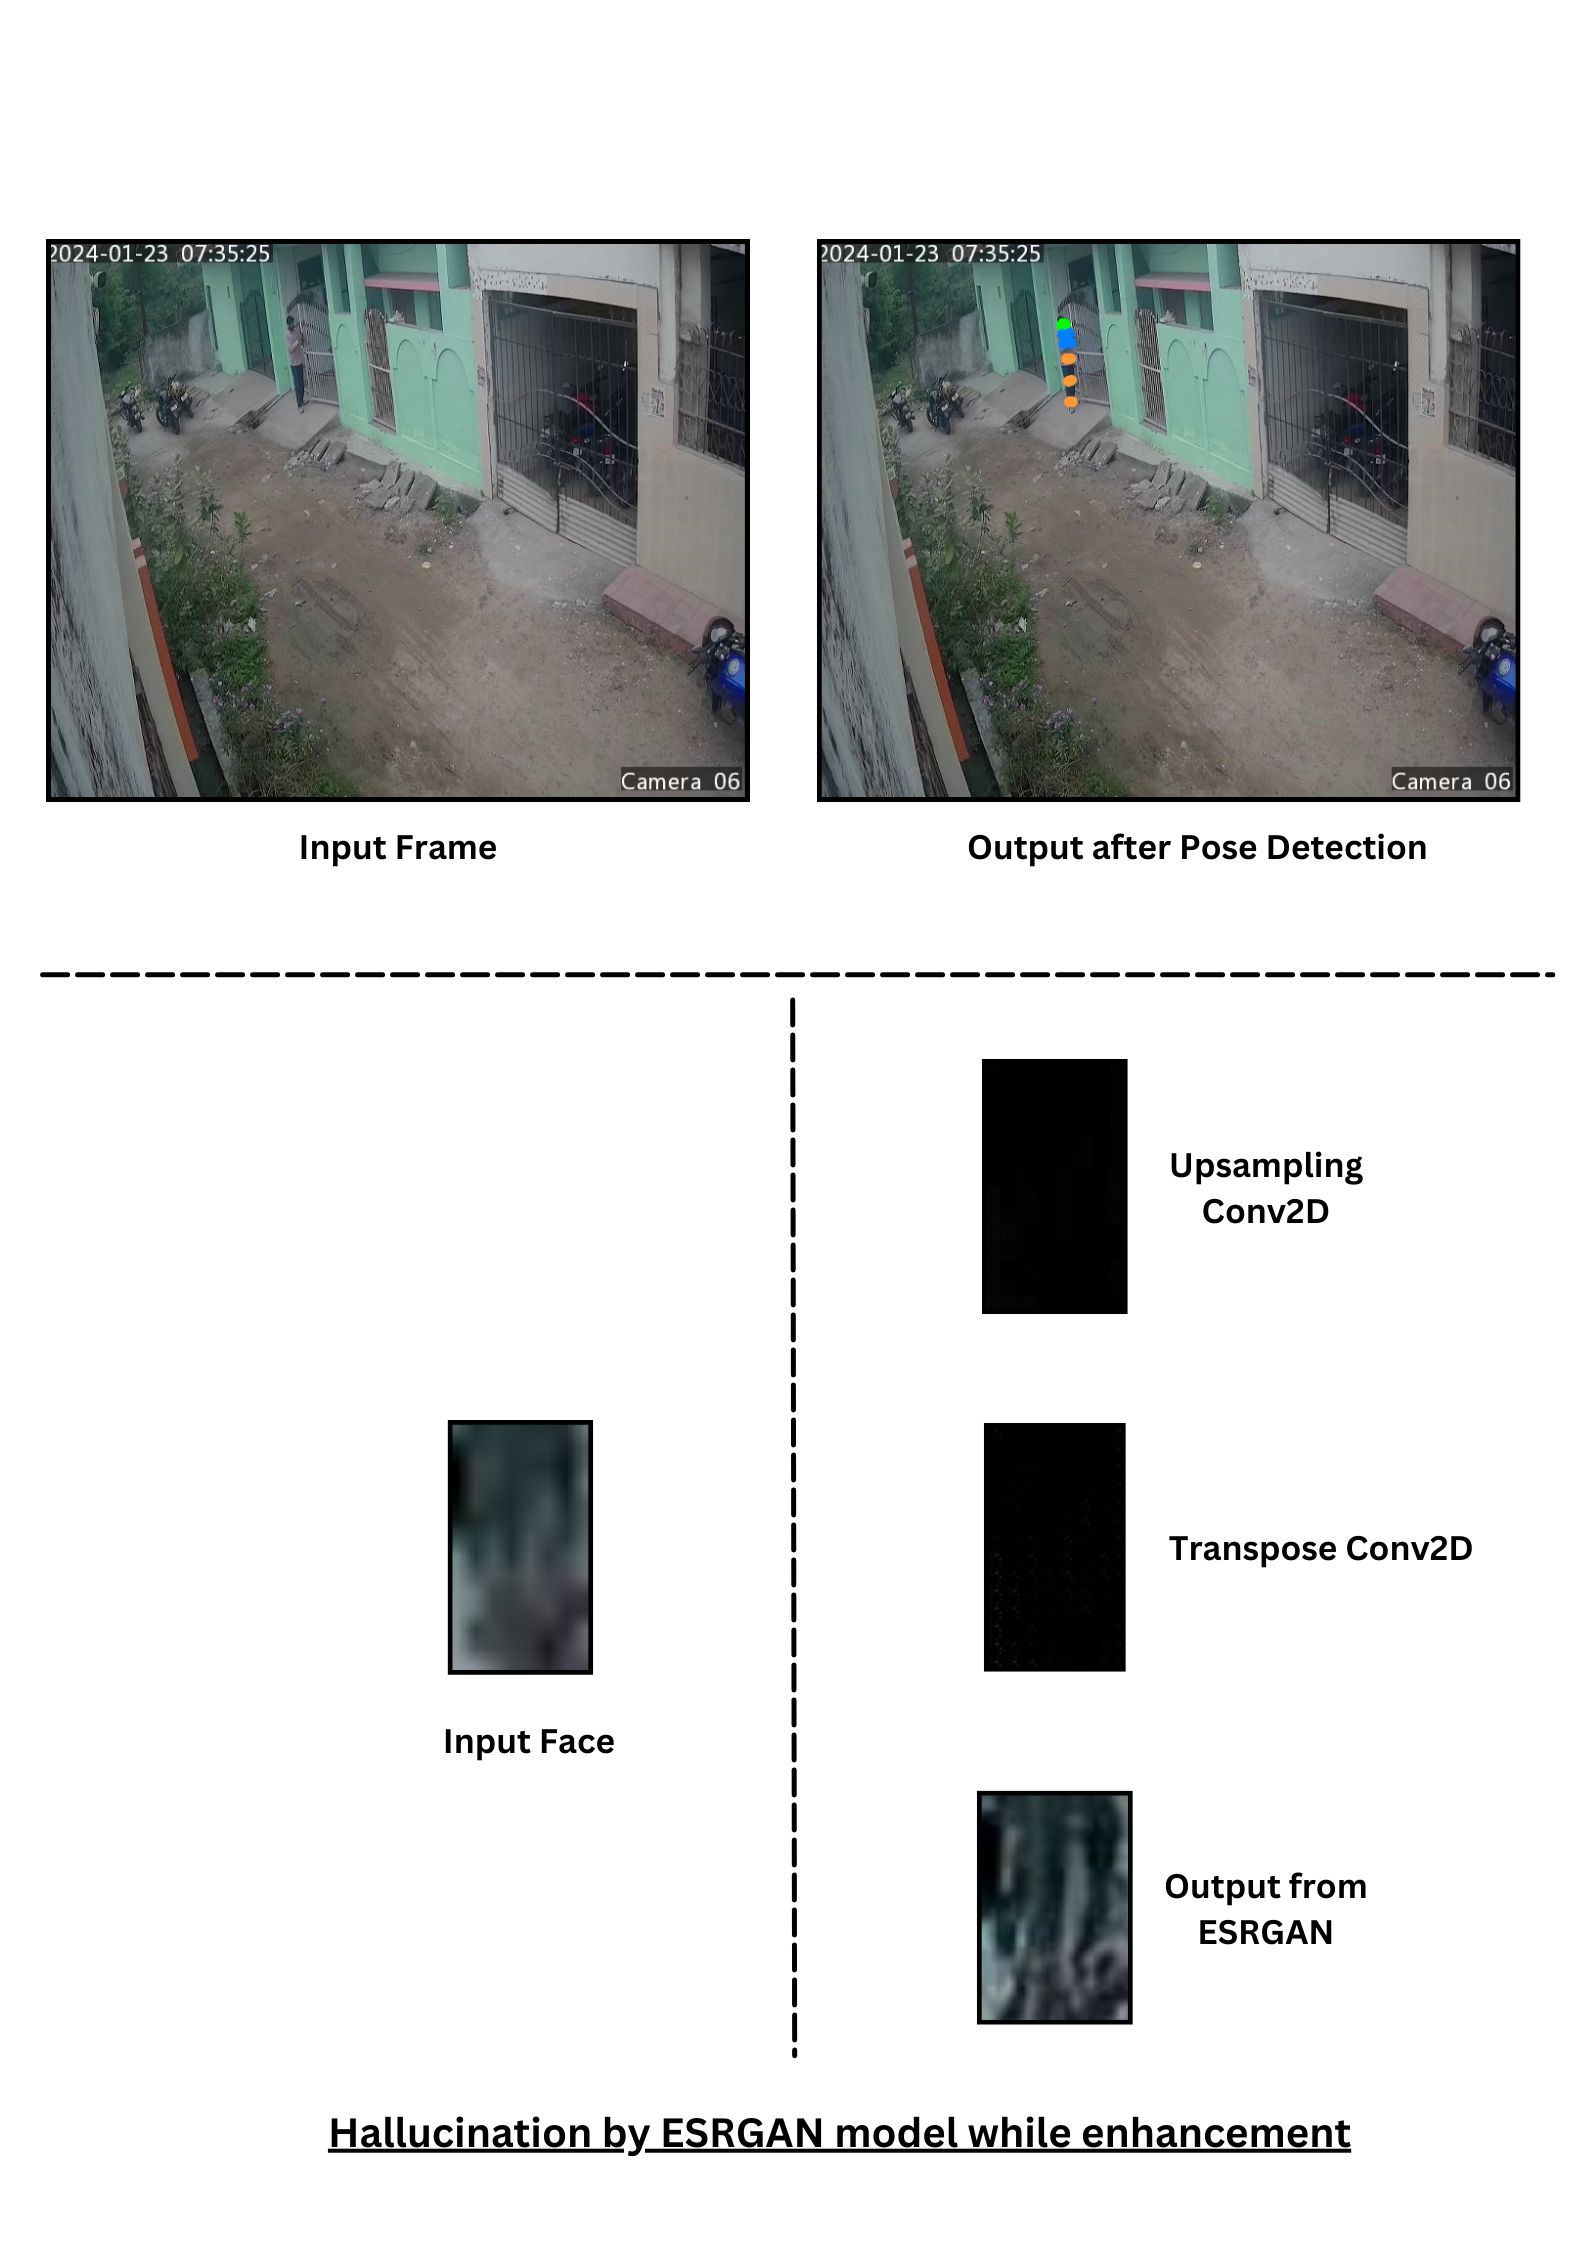 2024-01-23 07:35:25
2024-01-23 07:35:25
Camera 06
Camera 06
Input Frame
Output after Pose Detection
Upsampling
Conv2D
Transpose Conv2D
Input Face
Output from
ESRGAN
Hallucination by ESRGAN model while enhancement